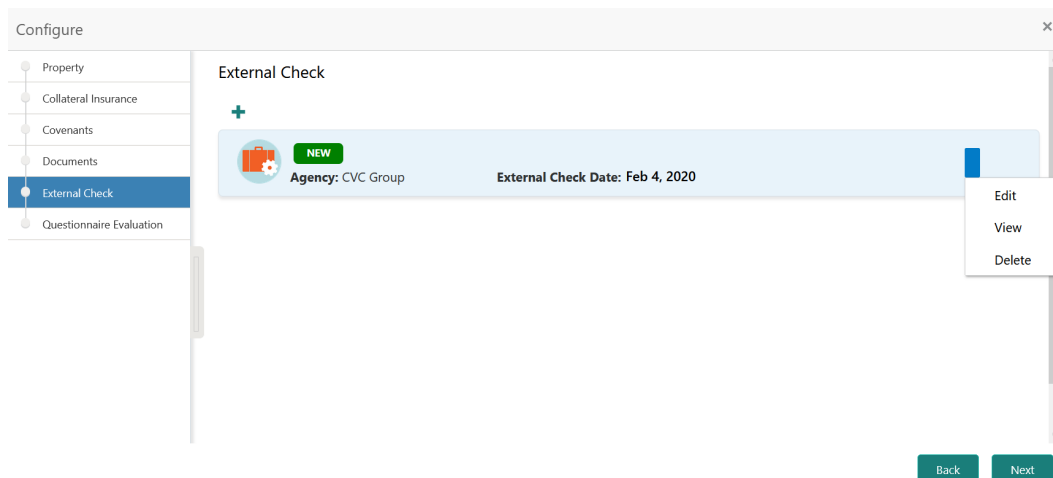 Configure
×
Property
Collateral Insurance
Covenants
Documents
External Check
Questionnaire Evaluation
External Check
+
NEW
Agency: CVC Group
External Check Date: Feb 4, 2020
Edit
View
Delete
Back
Next